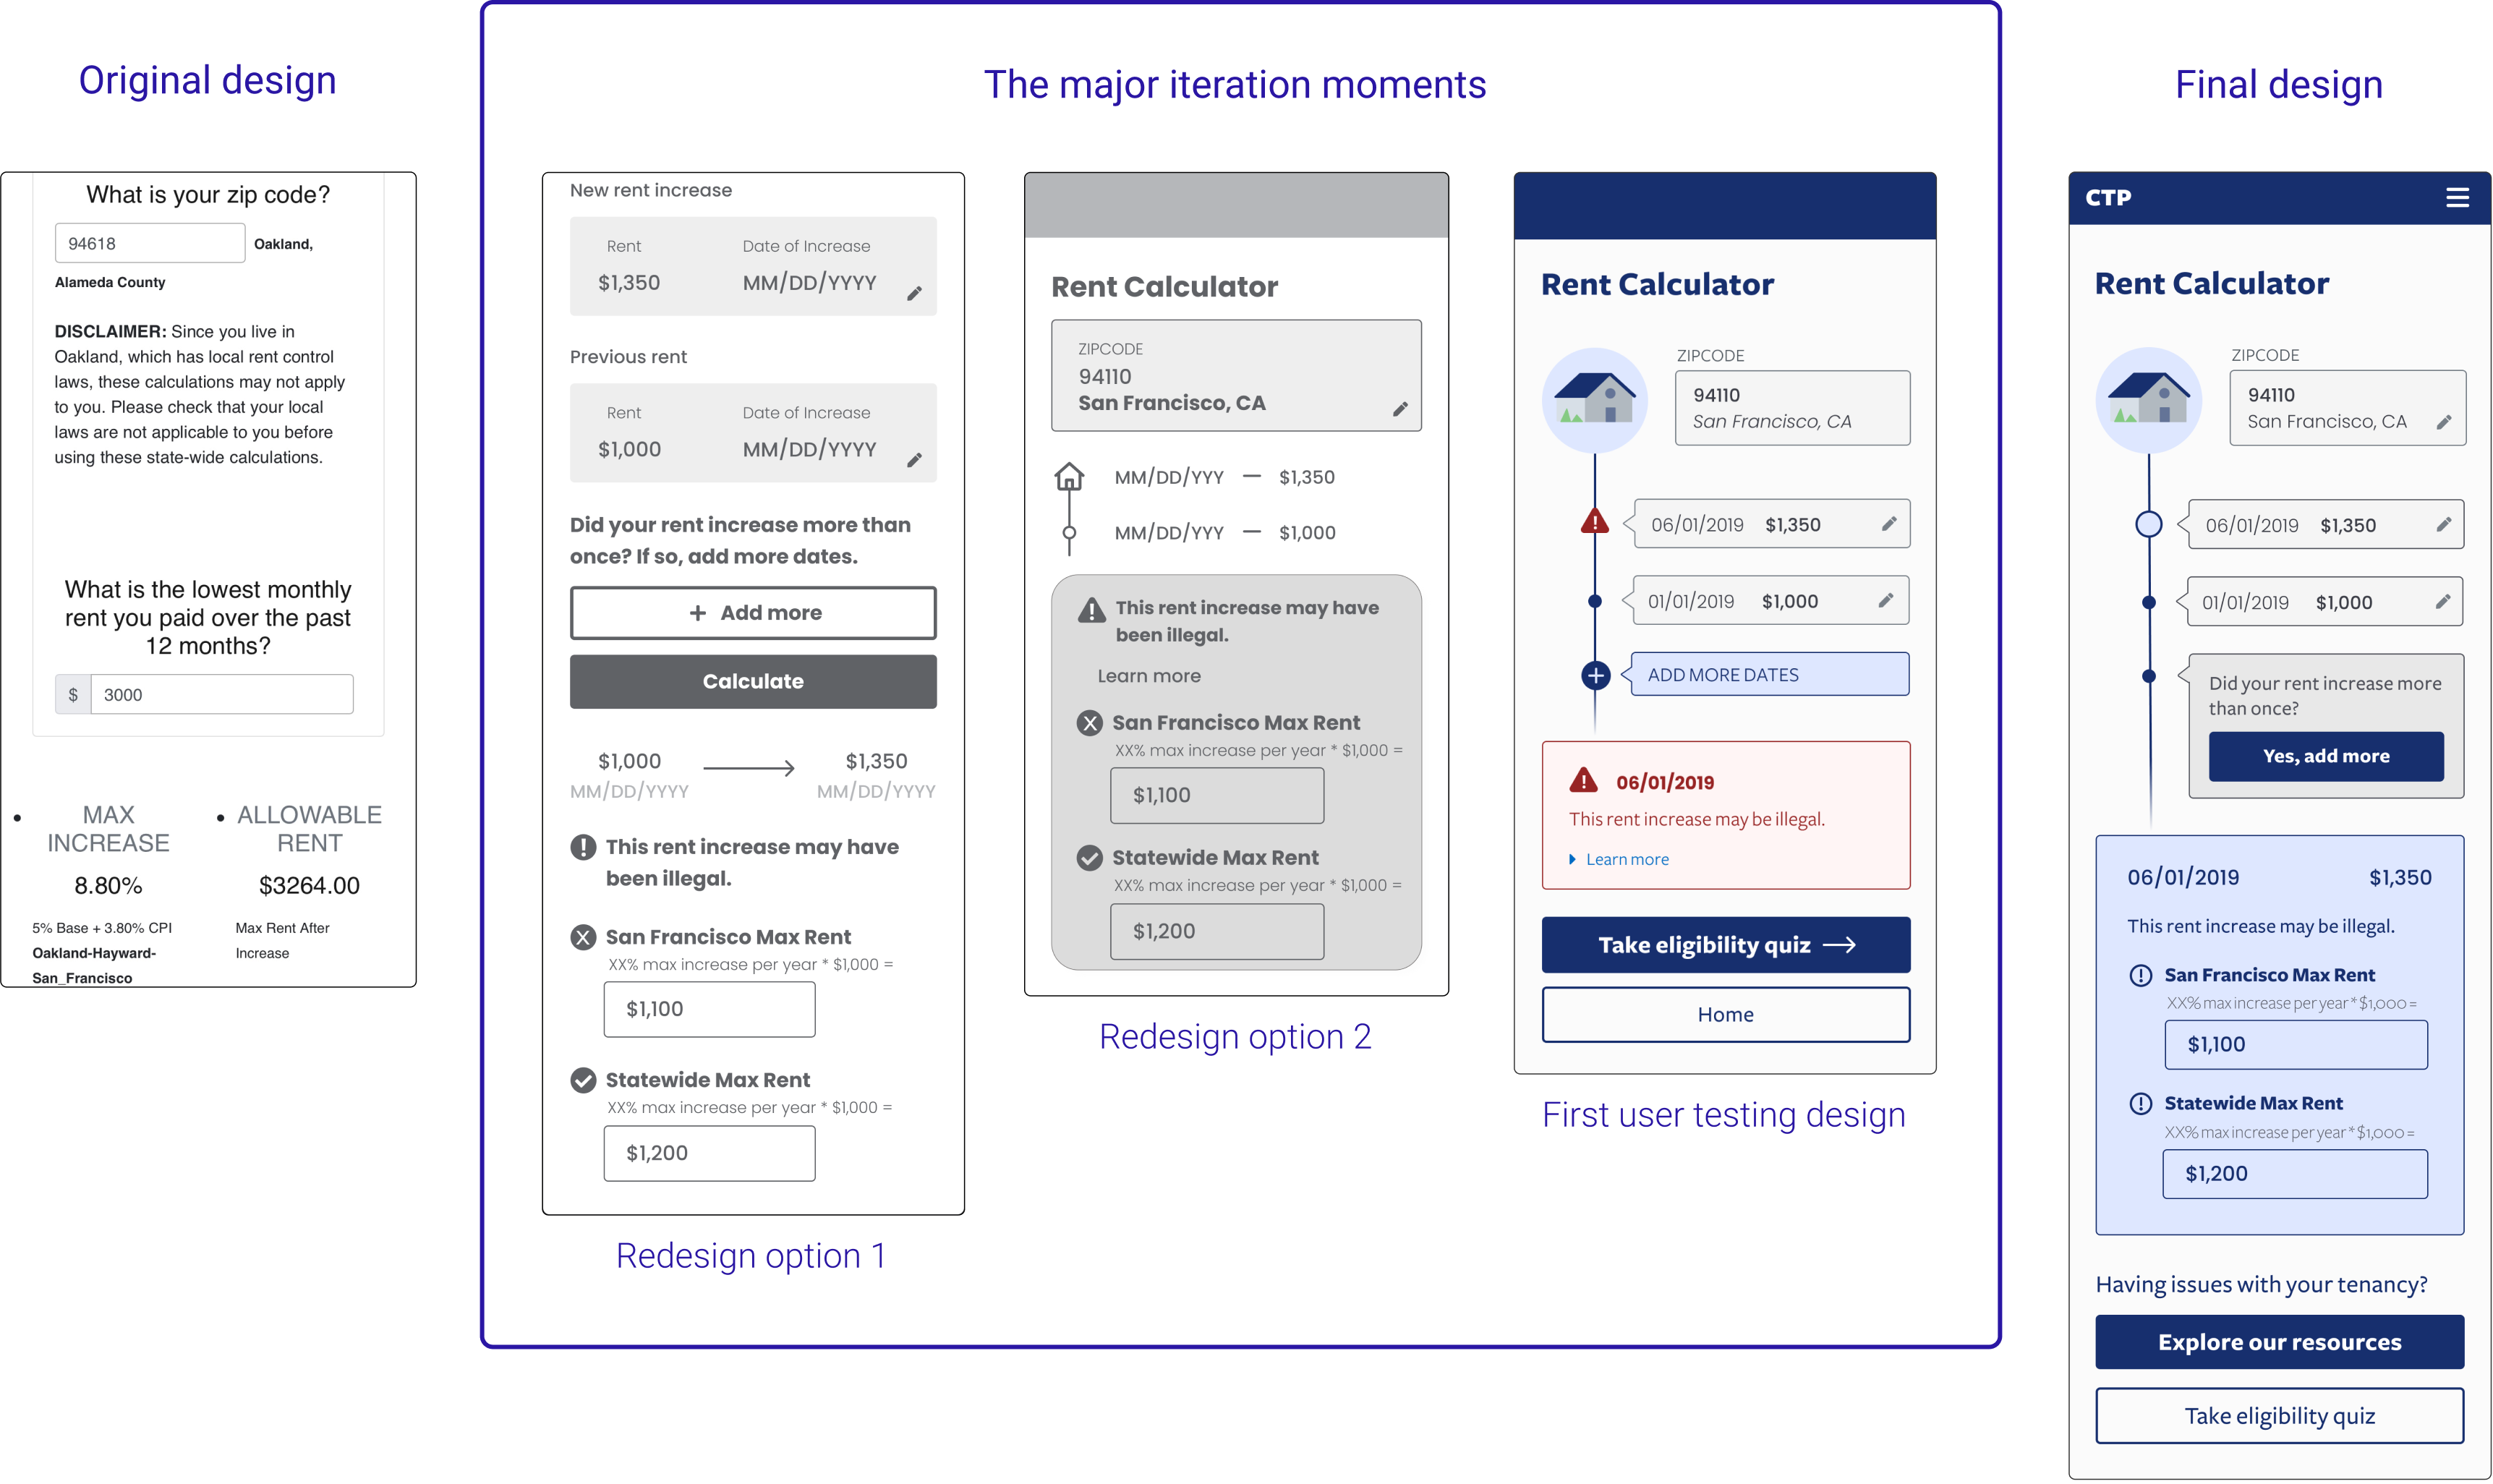 Original design
What is your zip code?
94618
Oakland,
Alameda County
DISCLAIMER: Since you live in
Oakland, which has local rent control
laws, these calculations may not apply
to you. Please check that your local
laws are not applicable to you before
using these state-wide calculations.
What is the lowest monthly
rent you paid over the past
12 months?
$ 3000
• MAX
INCREASE
8.80%
5% Base + 3.80% CPI
Oakland-Hayward-
San_Francisco
• ALLOWABLE
RENT
$3264.00
Max Rent After
Increase
The major iteration moments
New rent increase
Rent Date of Increase
$1,350 MM/DD/YYYY
Previous rent
Rent Date of Increase
$1,000 MM/DD/YYYY
Did your rent increase more than
once? If so, add more dates.
+ Add more
Calculate
$1,000 $1,350
MM/DD/YYYY MM/DD/YYYY
This rent increase may have
been illegal.
San Francisco Max Rent
XX% max increase per year * $1,000 =
$1,100
Statewide Max Rent
XX% max increase per year * $1,000 =
$1,200
Redesign option 1
Rent Calculator
ZIPCODE
94110
San Francisco, CA
MM/DD/YYY — $1,350
MM/DD/YYY — $1,000
This rent increase may have
been illegal.
Learn more
San Francisco Max Rent
XX% max increase per year * $1,000 =
$1,100
Statewide Max Rent
XX% max increase per year * $1,000 =
$1,200
Redesign option 2
Rent Calculator
ZIPCODE
94110
San Francisco, CA
06/01/2019 $1,350
01/01/2019 $1,000
ADD MORE DATES
06/01/2019
This rent increase may be illegal.
Learn more
Take eligibility quiz →
Home
First user testing design
Final design
CTP
Rent Calculator
ZIPCODE
94110
San Francisco, CA
06/01/2019 $1,350
01/01/2019 $1,000
Did your rent increase more
than once?
Yes, add more
06/01/2019 $1,350
This rent increase may be illegal.
San Francisco Max Rent
XX% max increase per year * $1,000 =
$1,100
Statewide Max Rent
XX% max increase per year * $1,000 =
$1,200
Having issues with your tenancy?
Explore our resources
Take eligibility quiz